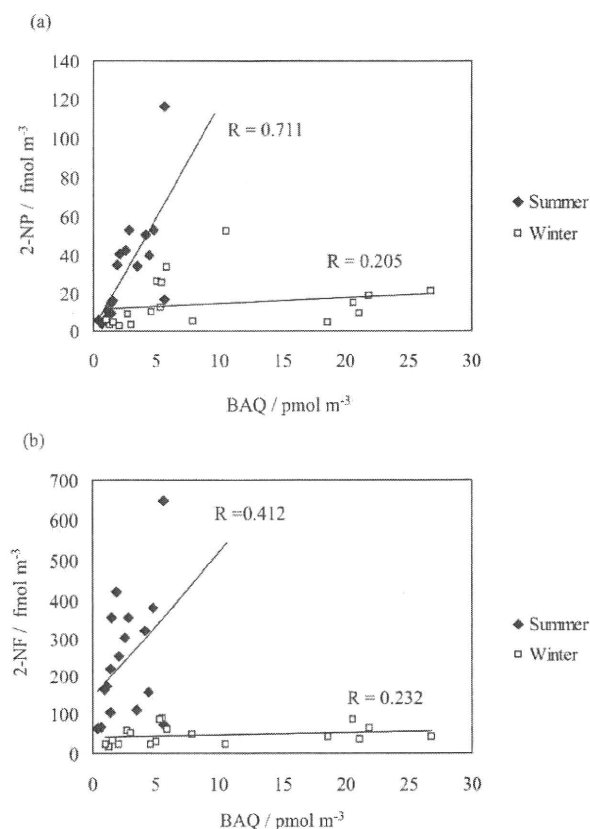 (a)
140
120
100
80
60
40
20
0
2-NP / fmol m⁻³
R = 0.711
R = 0.205
Summer
Winter
0 5 10 15 20 25 30
BAQ / pmol m⁻³
(b)
700
600
500
400
300
200
100
0
2-NF / fmol m⁻³
R =0.412
R = 0.232
Summer
Winter
0 5 10 15 20 25 30
BAQ / pmol m⁻³